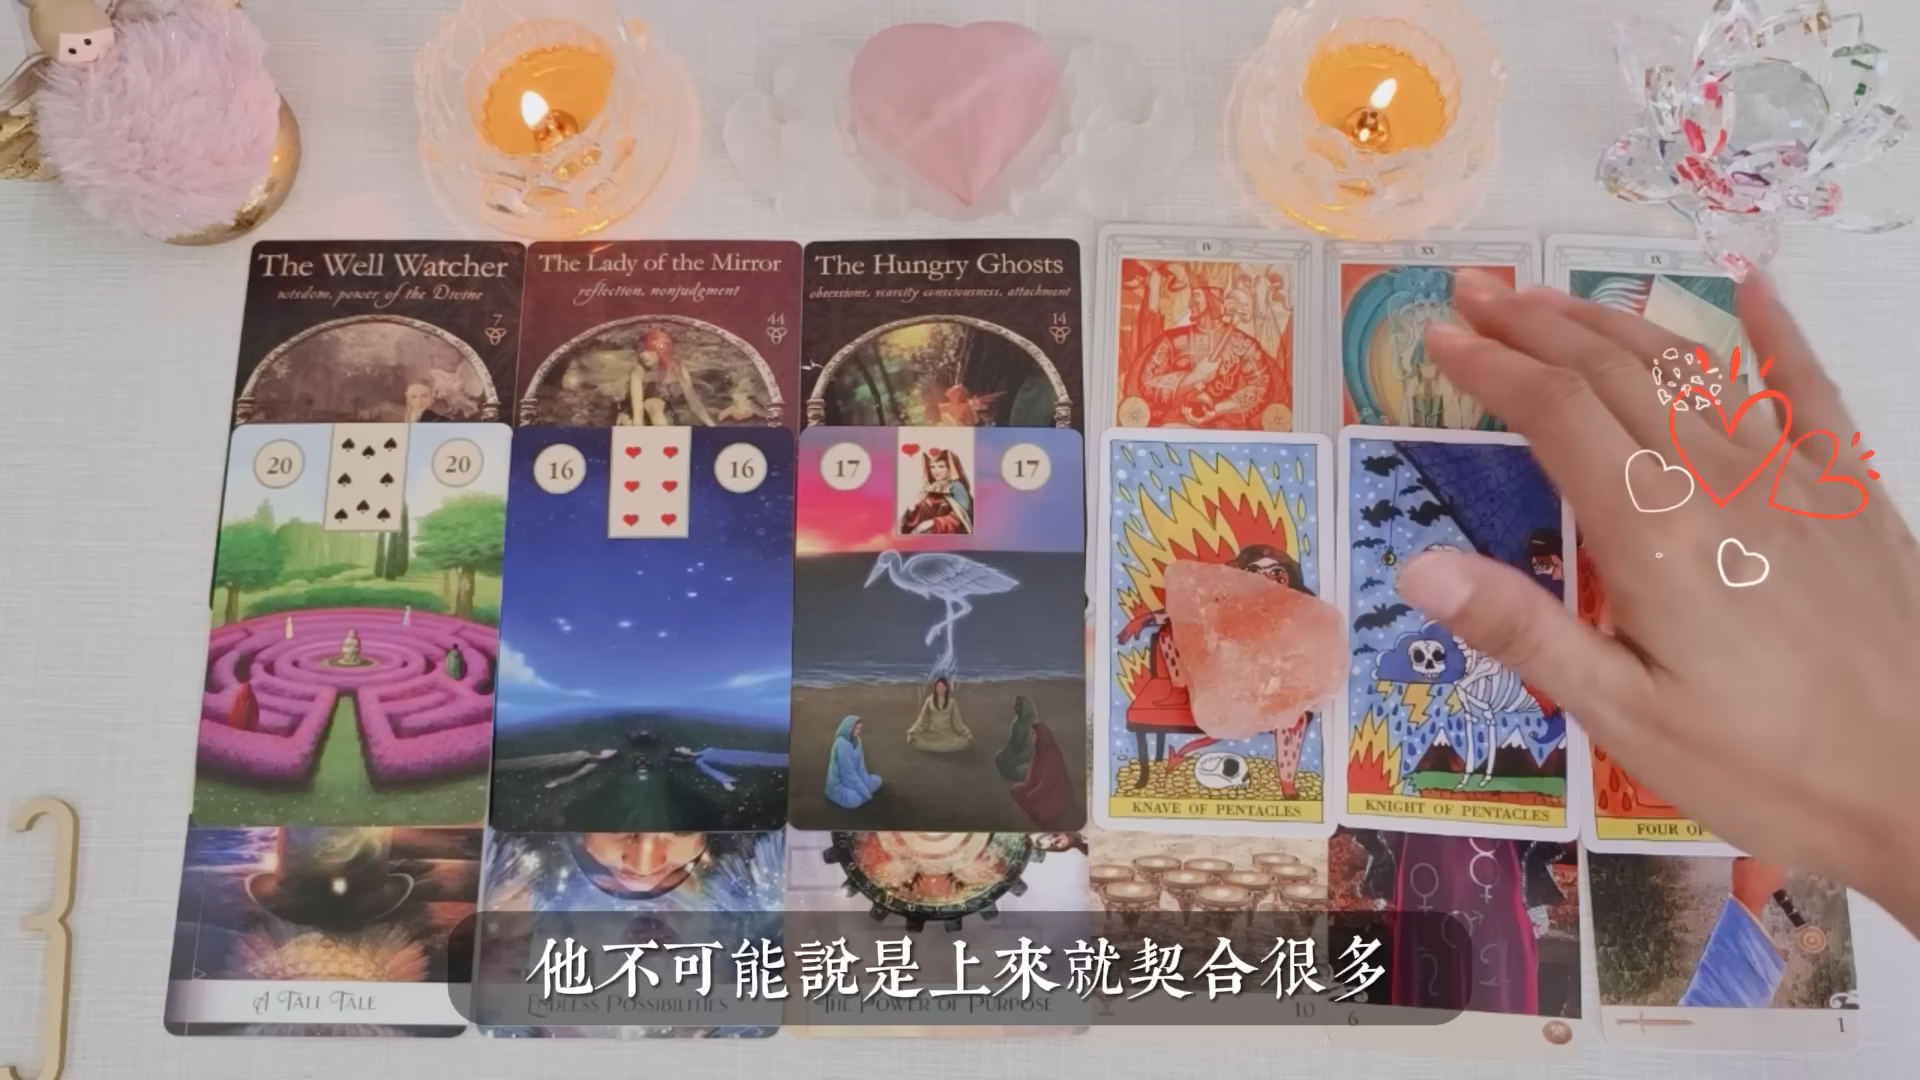 The Well Watcher
wisdom, power of the Divine
7
The Lady of the Mirror
reflection, nonjudgment
44
The Hungry Ghosts
obsessions, scarcity consciousness, attachment
14
IV
XX
IX
20
20
16
16
17
17
KNAVE OF PENTACLES
KNIGHT OF PENTACLES
FOUR OF
A TALL TALE
ENDLESS POSSIBILITIES
THE POWER OF PURPOSE
10
6
1
3
他不可能說是上來就契合很多